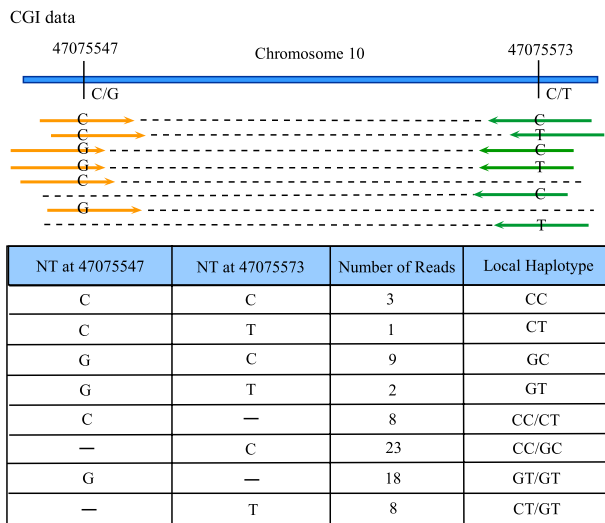 CGI data
47075547 Chromosome 10 47075573
C/G C/T
C C
C T
G C
G T
C
C
G
T
NT at 47075547 NT at 47075573 Number of Reads Local Haplotype
C C 3 CC
C T 1 CT
G C 9 GC
G T 2 GT
C — 8 CC/CT
— C 23 CC/GC
G — 18 GT/GT
— T 8 CT/GT